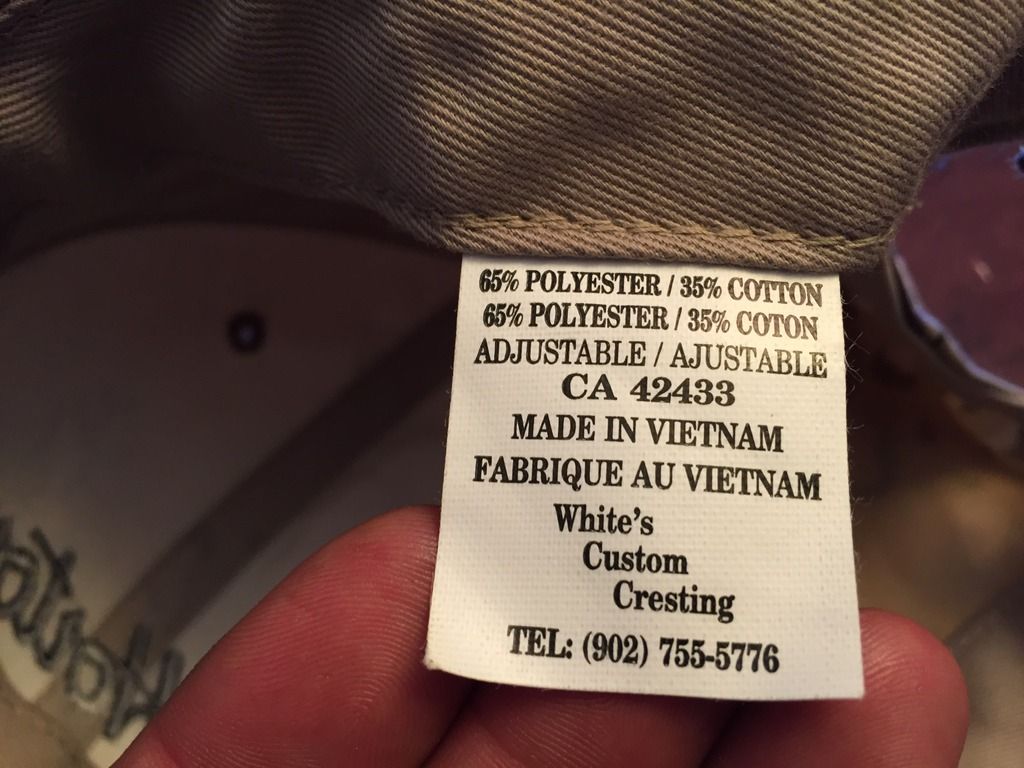 65% POLYESTER / 35% COTTON
65% POLYESTER / 35% COTON
ADJUSTABLE / AJUSTABLE
CA 42433
MADE IN VIETNAM
FABRIQUE AU VIETNAM
White's
Custom
Cresting
TEL: (902) 755-5776